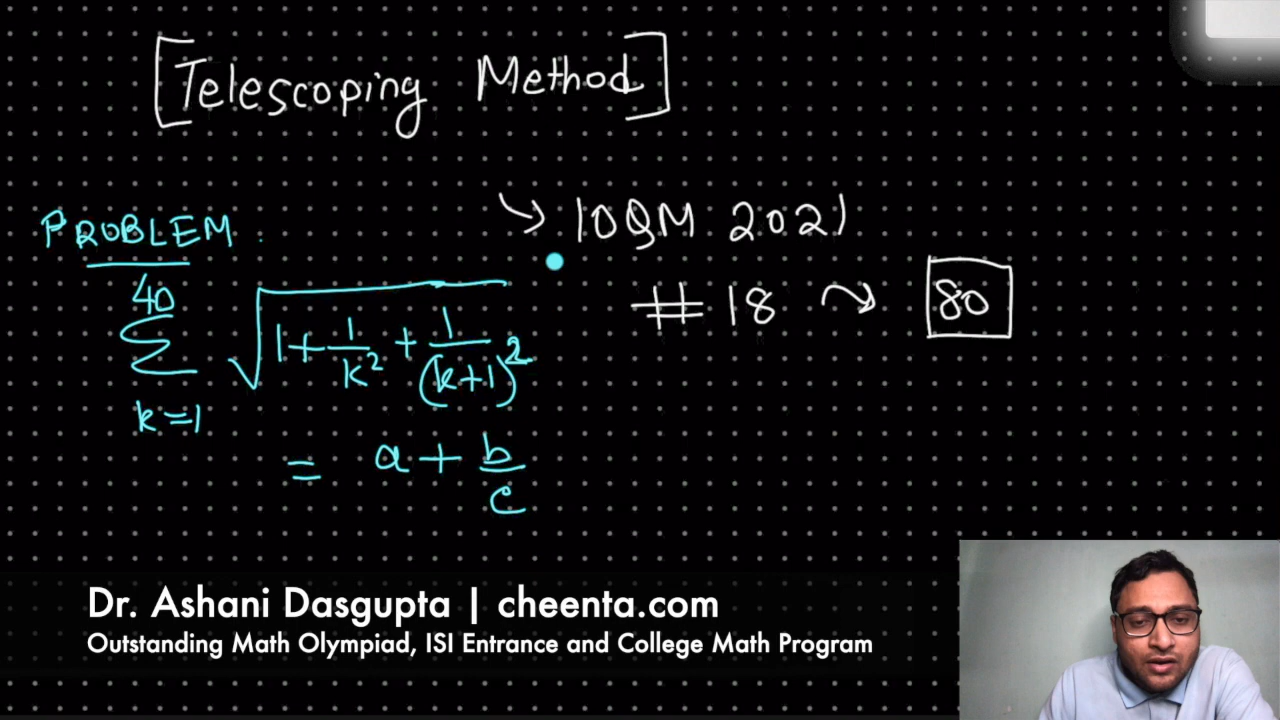 [Telescoping Method]
PROBLEM.
→ IOQM 2021
# 18 → 80
40
Σ √(1 + 1/k² + 1/(k+1)²)
k=1
= a + b/c
Dr. Ashani Dasgupta | cheenta.com
Outstanding Math Olympiad, ISI Entrance and College Math Program